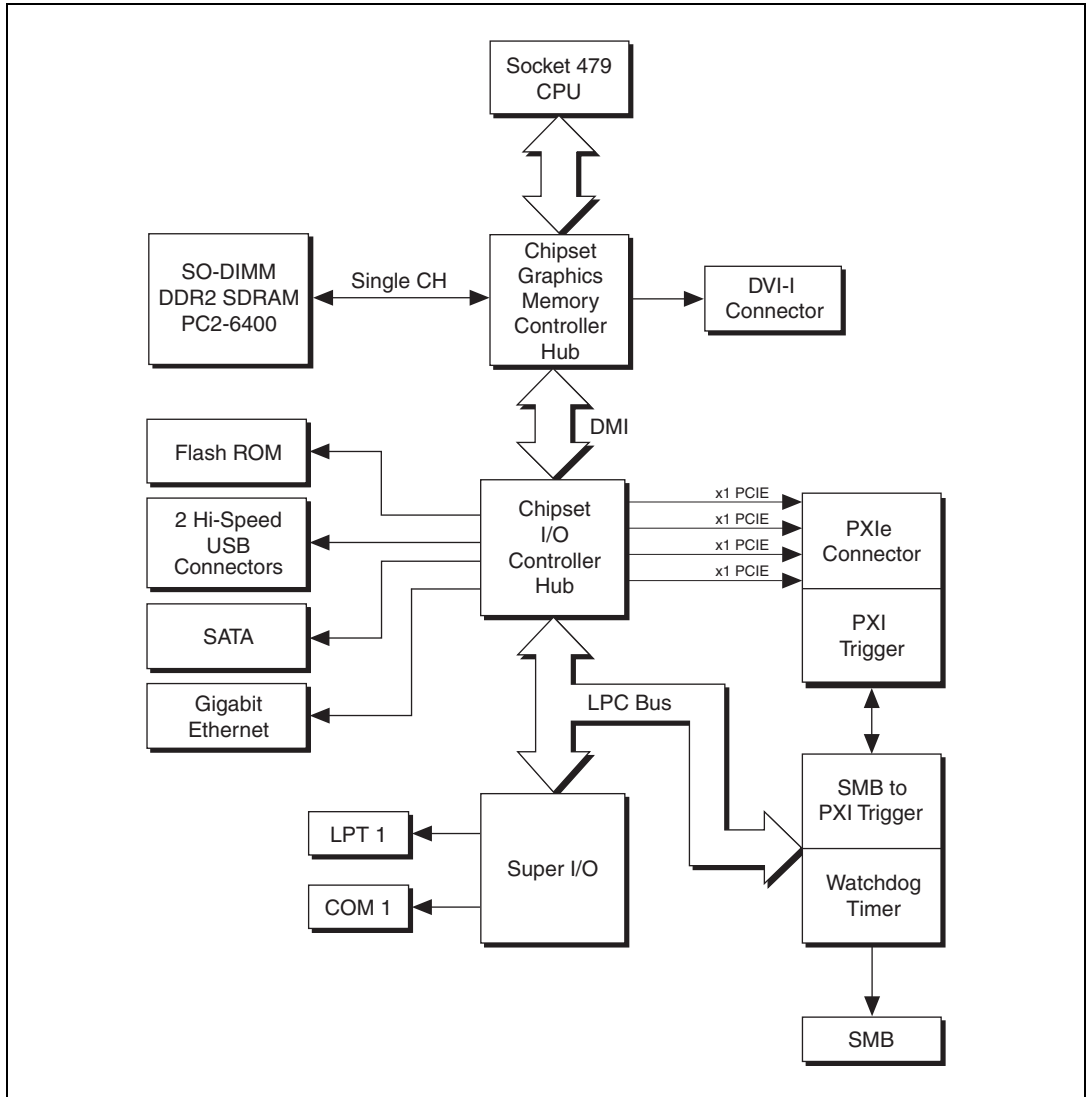 Socket 479
CPU
SO-DIMM
DDR2 SDRAM
PC2-6400
Single CH
Chipset
Graphics
Memory
Controller
Hub
DVI-I
Connector
DMI
Flash ROM
2 Hi-Speed
USB
Connectors
SATA
Gigabit
Ethernet
Chipset
I/O
Controller
Hub
x1 PCIE
x1 PCIE
x1 PCIE
x1 PCIE
PXIe
Connector
PXI
Trigger
LPC Bus
SMB to
PXI Trigger
Watchdog
Timer
LPT 1
COM 1
Super I/O
SMB